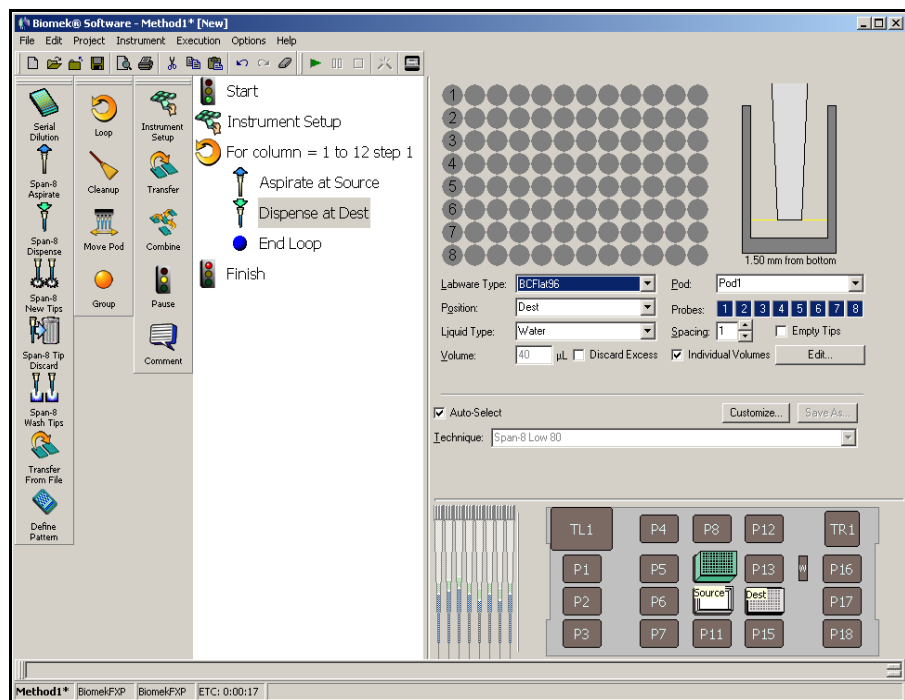 Biomek® Software - Method1* [New]
File Edit Project Instrument Execution Options Help
Serial Dilution
Span-8 Aspirate
Span-8 Dispense
Span-8 New Tips
Span-8 Tip Discard
Span-8 Wash Tips
Transfer From File
Define Pattern
Loop
Cleanup
Move Pod
Group
Instrument Setup
Transfer
Combine
Pause
Comment
Start
Instrument Setup
For column = 1 to 12 step 1
Aspirate at Source
Dispense at Dest
End Loop
Finish
1
2
3
4
5
6
7
8
1.50 mm from bottom
Labware Type: BCFlat96 Pod: Pod1
Position: Dest Probes: 1 2 3 4 5 6 7 8
Liquid Type: Water Spacing: 1 Empty Tips
Volume: 40 µL Discard Excess Individual Volumes Edit...
Auto-Select Customize... Save As...
Technique: Span-8 Low 80
TL1 P4 P8 P12 TR1
P1 P5 P13 W P16
P2 P6 Source Dest P17
P3 P7 P11 P15 P18
Method1* BiomekFXP BiomekFXP ETC: 0:00:17